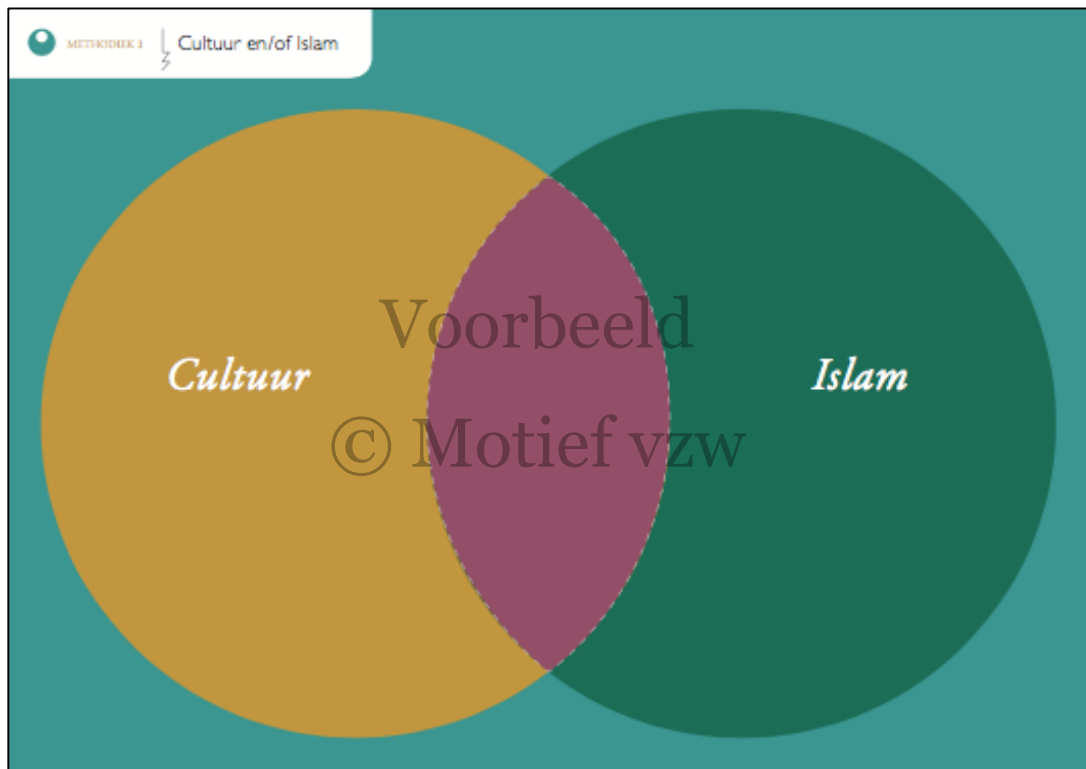 METHODIEK 1 Cultuur en/of Islam
Voorbeeld
Cultuur Islam
© Motief vzw